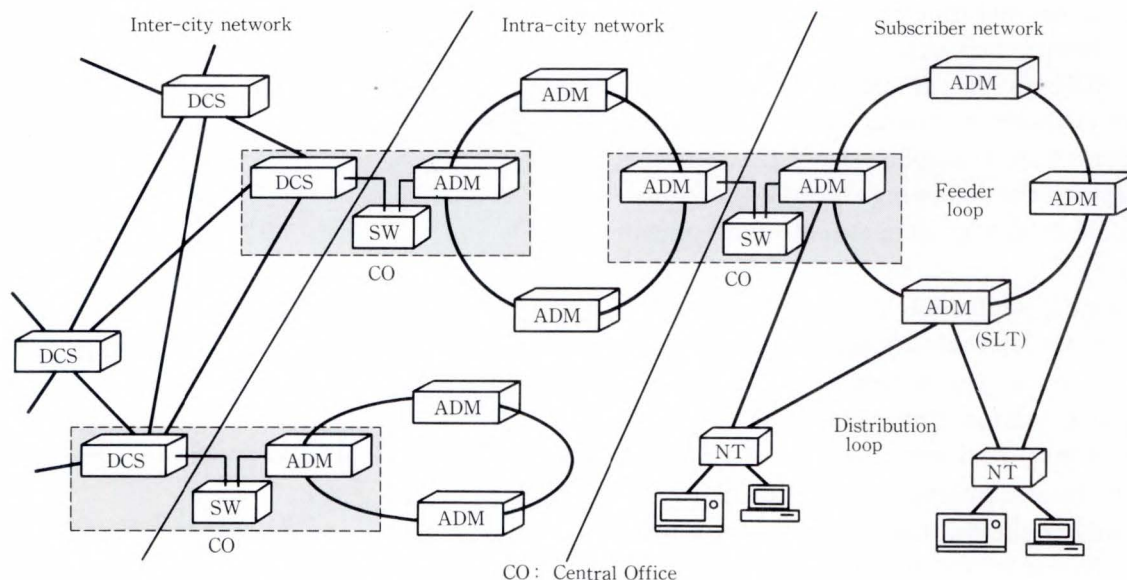 Inter-city network
Intra-city network
Subscriber network
DCS
ADM
ADM
DCS
ADM
ADM
ADM
ADM
SW
SW
Feeder
loop
CO
CO
ADM
ADM
(SLT)
DCS
ADM
Distribution
loop
DCS
ADM
NT
NT
SW
ADM
CO
CO : Central Office